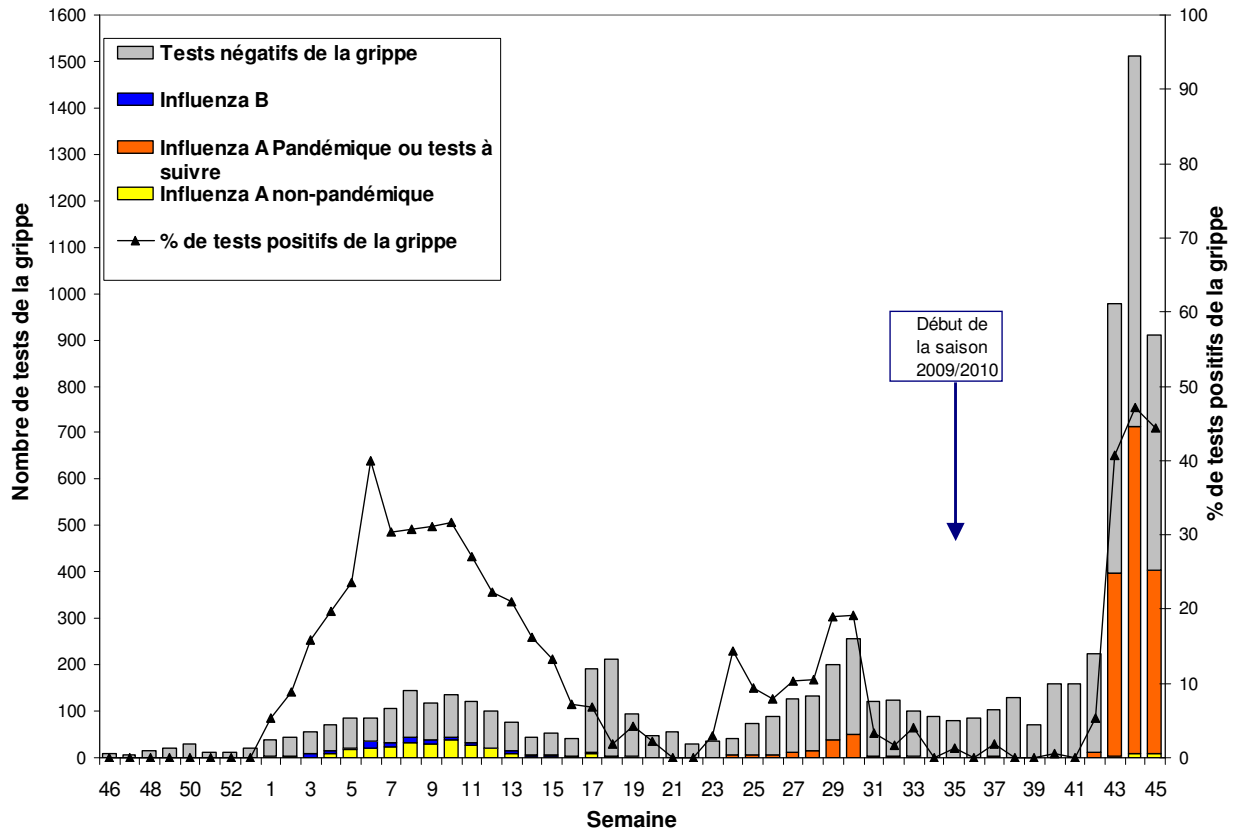 1600
1500
1400
1300
1200
1100
1000
900
800
700
600
500
400
300
200
100
0
Nombre de tests de la grippe
Tests négatifs de la grippe
Influenza B
Influenza A Pandémique ou tests à
suivre
Influenza A non-pandémique
% de tests positifs de la grippe
Début de
la saison
2009/2010
100
90
80
70
60
50
40
30
20
10
0
% de tests positifs de la grippe
46 48 50 52 1 3 5 7 9 11 13 15 17 19 21 23 25 27 29 31 33 35 37 39 41 43 45
Semaine